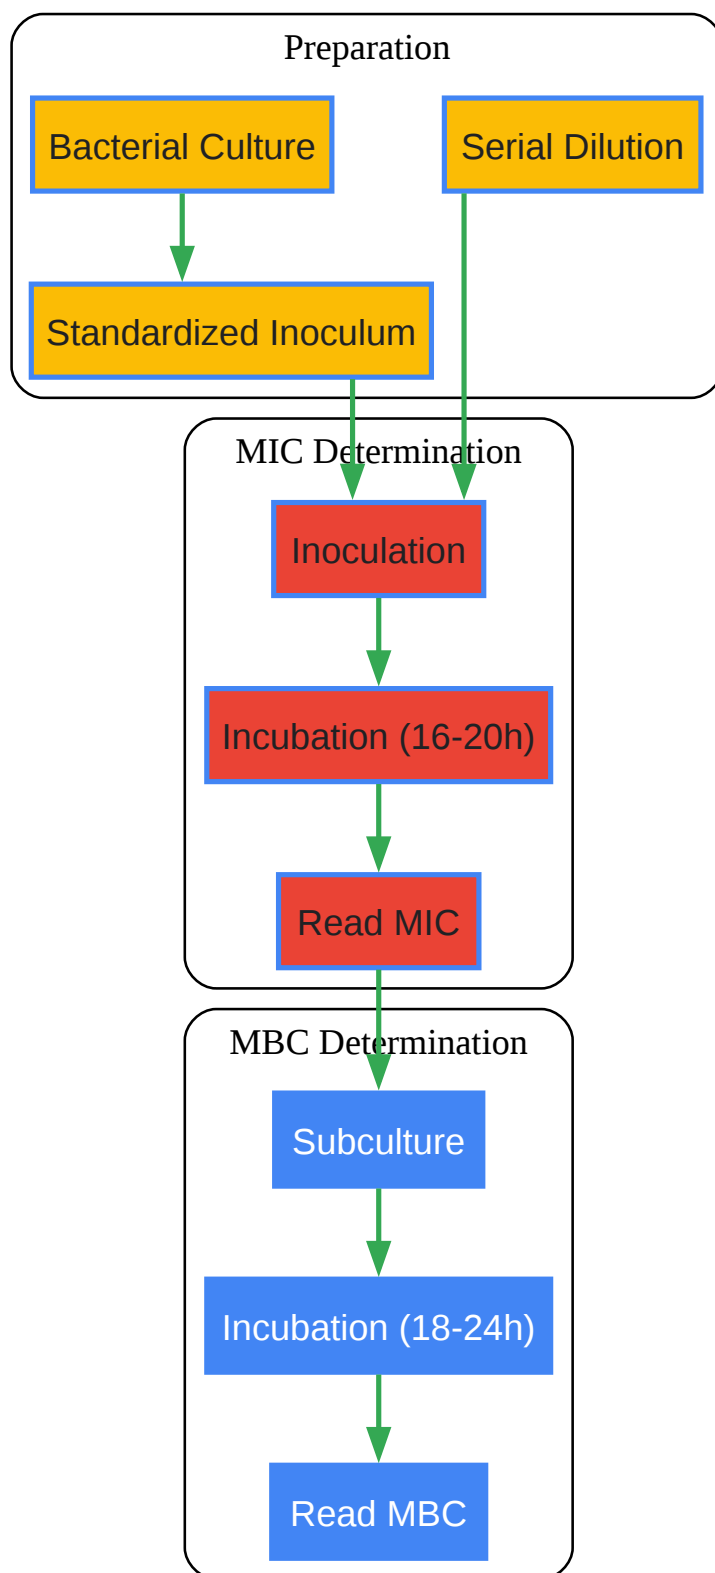 Preparation
Bacterial Culture
Serial Dilution
Standardized Inoculum
MIC Determination
Inoculation
Incubation (16-20h)
Read MIC
MBC Determination
Subculture
Incubation (18-24h)
Read MBC